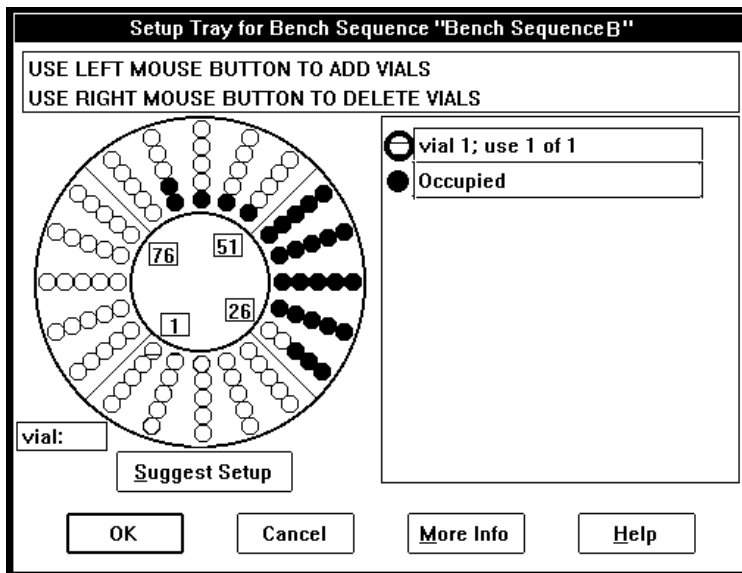 Setup Tray for Bench Sequence "Bench Sequence B"
USE LEFT MOUSE BUTTON TO ADD VIALS
USE RIGHT MOUSE BUTTON TO DELETE VIALS
vial 1; use 1 of 1
Occupied
76
51
26
1
vial:
Suggest Setup
OK
Cancel
More Info
Help